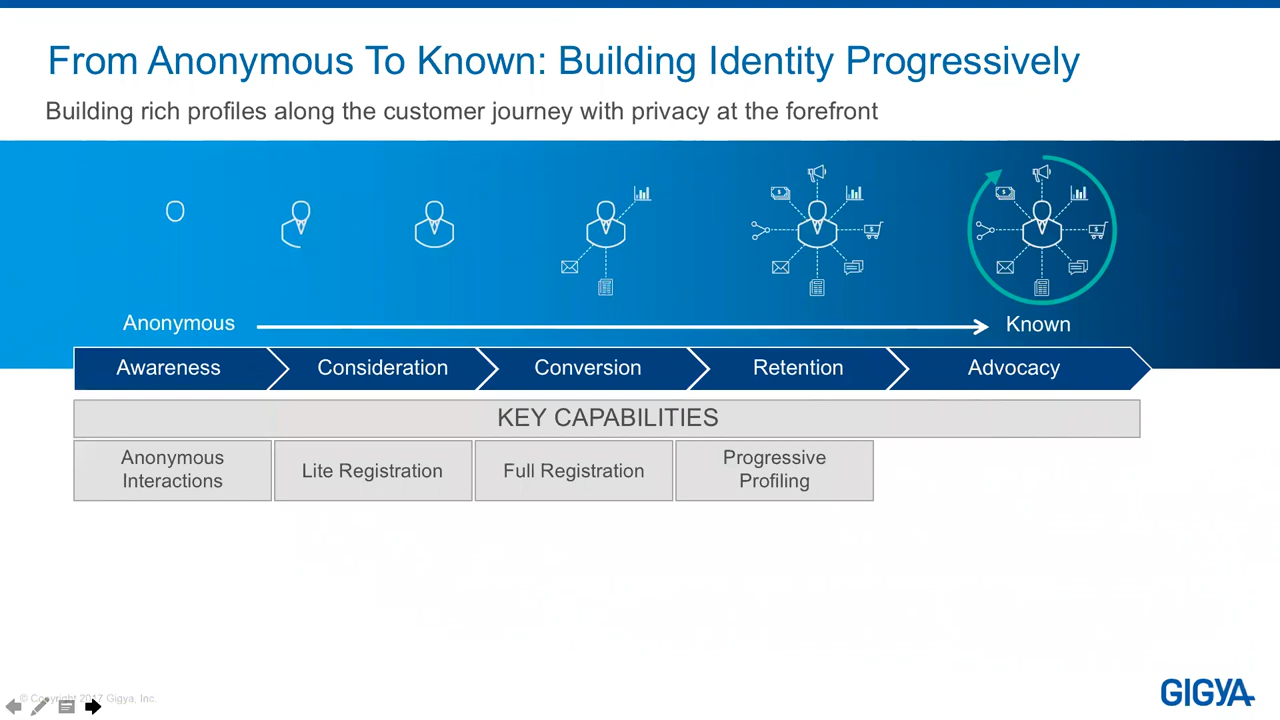 From Anonymous To Known: Building Identity Progressively
Building rich profiles along the customer journey with privacy at the forefront
Anonymous
Known
Awareness
Consideration
Conversion
Retention
Advocacy
KEY CAPABILITIES
Anonymous
Interactions
Lite Registration
Full Registration
Progressive
Profiling
© Copyright 2017 Gigya, Inc.
GIGYA